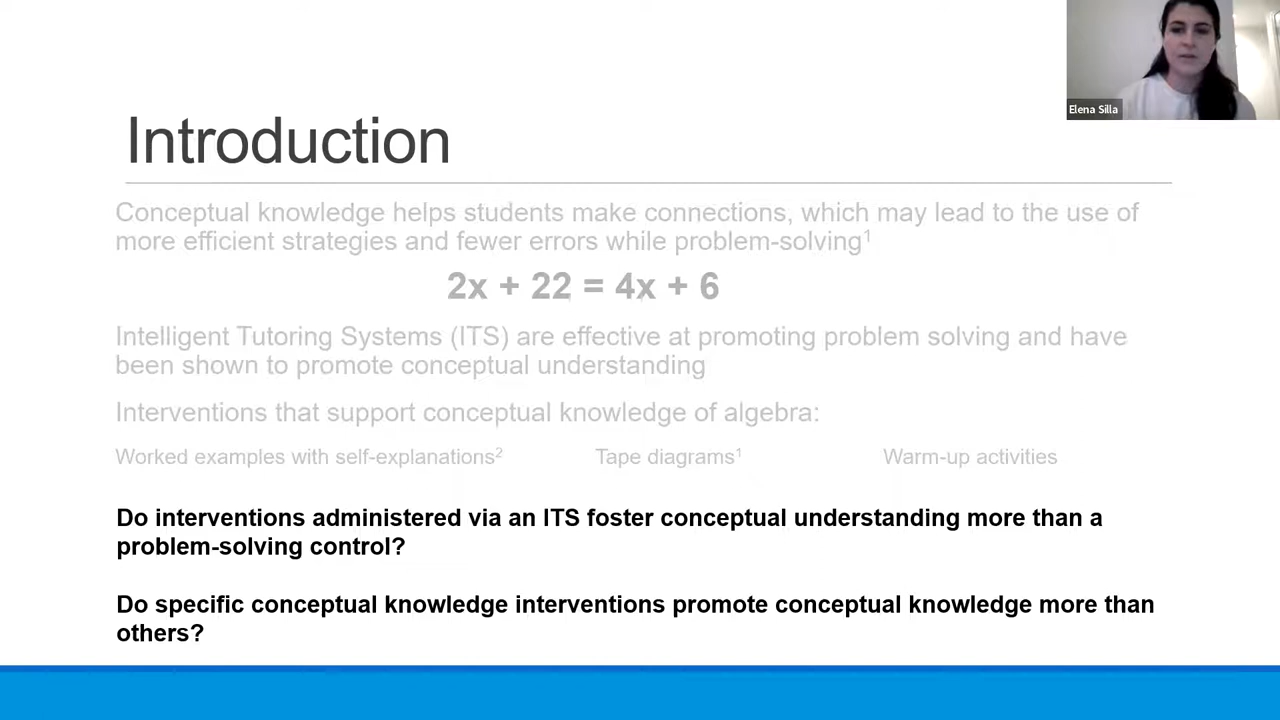 Elena Silla
Introduction
Conceptual knowledge helps students make connections, which may lead to the use of
more efficient strategies and fewer errors while problem-solving¹
2x + 22 = 4x + 6
Intelligent Tutoring Systems (ITS) are effective at promoting problem solving and have
been shown to promote conceptual understanding
Interventions that support conceptual knowledge of algebra:
Worked examples with self-explanations² Tape diagrams¹ Warm-up activities
Do interventions administered via an ITS foster conceptual understanding more than a
problem-solving control?
Do specific conceptual knowledge interventions promote conceptual knowledge more than
others?